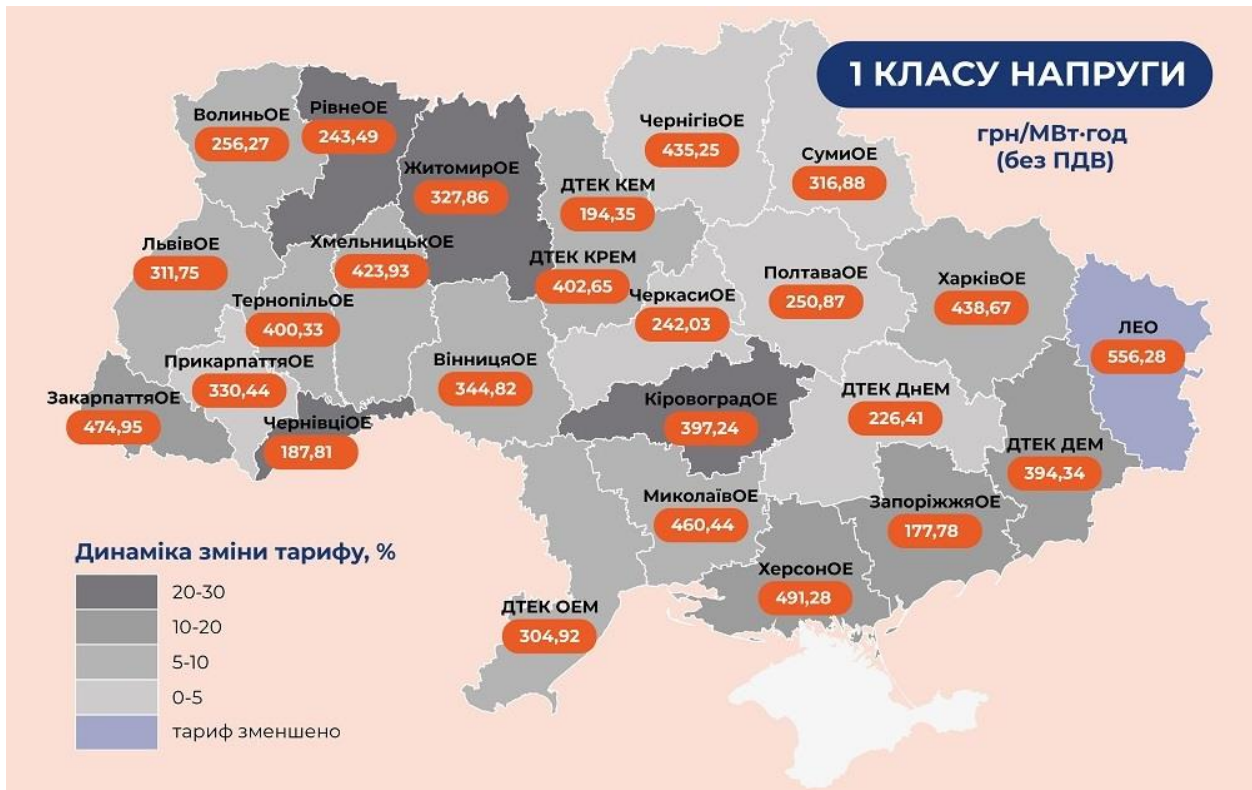 1 КЛАСУ НАПРУГИ
грн/МВт·год
(без ПДВ)
ВолиньОЕ
256,27
РівнеОЕ
243,49
ЖитомирОЕ
327,86
ДТЕК КЕМ
194,35
ЧернігівОЕ
435,25
СумиОЕ
316,88
ЛьвівОЕ
311,75
ХмельницькОЕ
423,93
ДТЕК КРЕМ
402,65
ТернопільОЕ
400,33
ЧеркасиОЕ
242,03
ПолтаваОЕ
250,87
ХарківОЕ
438,67
ЛЕО
556,28
ПрикарпаттяОЕ
330,44
ВінницяОЕ
344,82
ЗакарпаттяОЕ
474,95
ЧернівціОЕ
187,81
КіровоградОЕ
397,24
ДТЕК ДнЕМ
226,41
ДТЕК ДЕМ
394,34
МиколаївОЕ
460,44
ЗапоріжжяОЕ
177,78
ХерсонОЕ
491,28
ДТЕК ОЕМ
304,92
Динаміка зміни тарифу, %
20-30
10-20
5-10
0-5
тариф зменшено